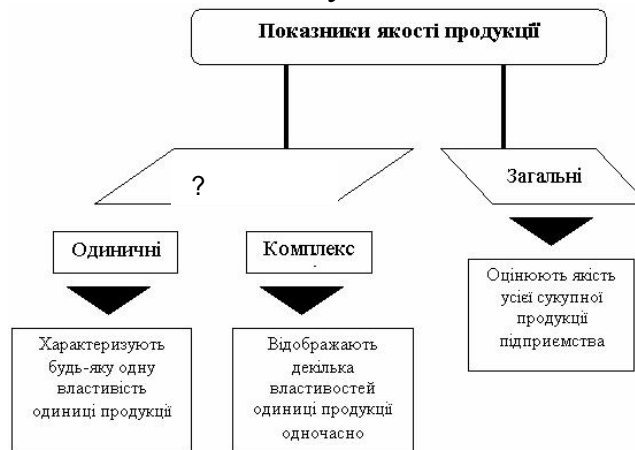 Показники якості продукції
?
Загальні
Одиничні
Комплекс
Оцінюють якість
усієї сукупної
продукції
підприємства
Характеризують
будь-яку одну
властивість
одиниці продукції
Відображають
декілька
властивостей
одиниці продукції
одночасно